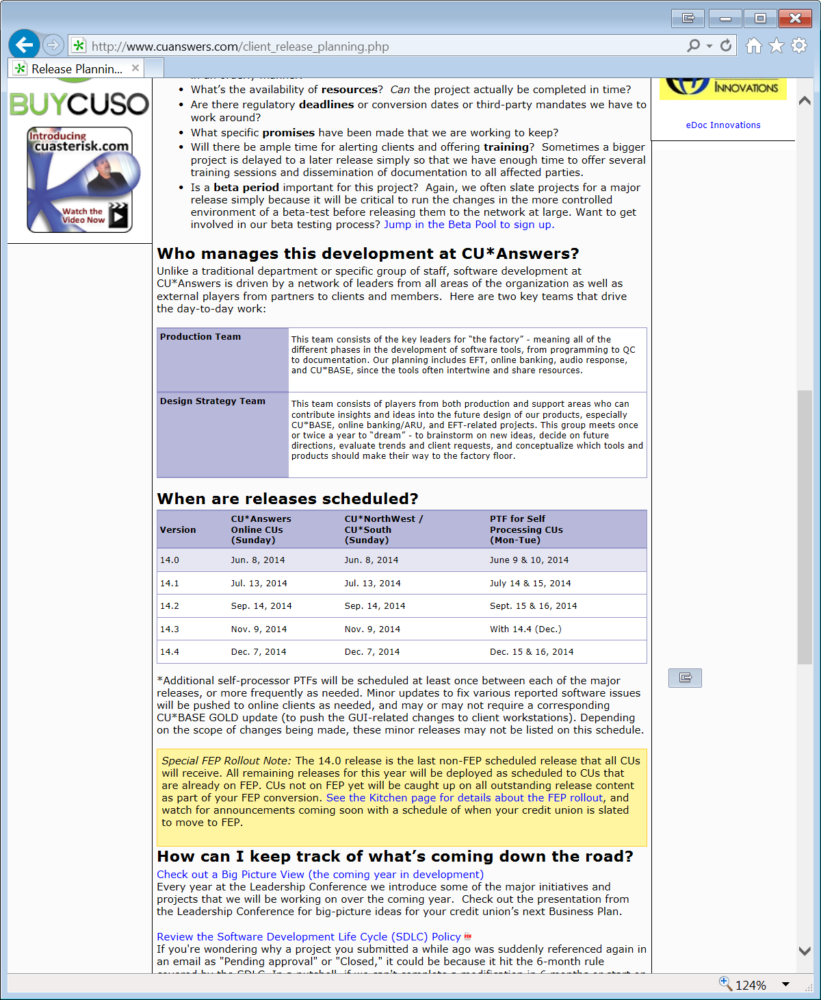 http://www.cuanswers.com/client_release_planning.php
Release Plannin...
BUYCUSO
Introducing
cuasterisk.com
Watch the
Video Now
• What’s the availability of resources?  Can the project actually be completed in time?
• Are there regulatory deadlines or conversion dates or third-party mandates we have to
work around?
• What specific promises have been made that we are working to keep?
• Will there be ample time for alerting clients and offering training?  Sometimes a bigger
project is delayed to a later release simply so that we have enough time to offer several
training sessions and dissemination of documentation to all affected parties.
• Is a beta period important for this project?  Again, we often slate projects for a major
release simply because it will be critical to run the changes in the more controlled
environment of a beta-test before releasing them to the network at large. Want to get
involved in our beta testing process? Jump in the Beta Pool to sign up.
INNOVATIONS
eDoc Innovations
Who manages this development at CU*Answers?
Unlike a traditional department or specific group of staff, software development at
CU*Answers is driven by a network of leaders from all areas of the organization as well as
external players from partners to clients and members.  Here are two key teams that drive
the day-to-day work:
Production Team
This team consists of the key leaders for “the factory” - meaning all of the
different phases in the development of software tools, from programming to QC
to documentation. Our planning includes EFT, online banking, audio response,
and CU*BASE, since the tools often intertwine and share resources.
Design Strategy Team
This team consists of players from both production and support areas who can
contribute insights and ideas into the future design of our products, especially
CU*BASE, online banking/ARU, and EFT-related projects. This group meets once
or twice a year to “dream” - to brainstorm on new ideas, decide on future
directions, evaluate trends and client requests, and conceptualize which tools and
products should make their way to the factory floor.
When are releases scheduled?
Version
CU*Answers
Online CUs
(Sunday)
CU*NorthWest /
CU*South
(Sunday)
PTF for Self
Processing CUs
(Mon-Tue)
14.0 Jun. 8, 2014 Jun. 8, 2014 June 9 & 10, 2014
14.1 Jul. 13, 2014 Jul. 13, 2014 July 14 & 15, 2014
14.2 Sep. 14, 2014 Sep. 14, 2014 Sept. 15 & 16, 2014
14.3 Nov. 9, 2014 Nov. 9, 2014 With 14.4 (Dec.)
14.4 Dec. 7, 2014 Dec. 7, 2014 Dec. 15 & 16, 2014
*Additional self-processor PTFs will be scheduled at least once between each of the major
releases, or more frequently as needed. Minor updates to fix various reported software issues
will be pushed to online clients as needed, and may or may not require a corresponding
CU*BASE GOLD update (to push the GUI-related changes to client workstations). Depending
on the scope of changes being made, these minor releases may not be listed on this schedule.
Special FEP Rollout Note: The 14.0 release is the last non-FEP scheduled release that all CUs
will receive. All remaining releases for this year will be deployed as scheduled to CUs that
are already on FEP. CUs not on FEP yet will be caught up on all outstanding release content
as part of your FEP conversion. See the Kitchen page for details about the FEP rollout, and
watch for announcements coming soon with a schedule of when your credit union is slated
to move to FEP.
How can I keep track of what’s coming down the road?
Check out a Big Picture View (the coming year in development)
Every year at the Leadership Conference we introduce some of the major initiatives and
projects that we will be working on over the coming year.  Check out the presentation from
the Leadership Conference for big-picture ideas for your credit union’s next Business Plan.
Review the Software Development Life Cycle (SDLC) Policy
If you're wondering why a project you submitted a while ago was suddenly referenced again in
an email as "Pending approval" or "Closed," it could be because it hit the 6-month rule
124%